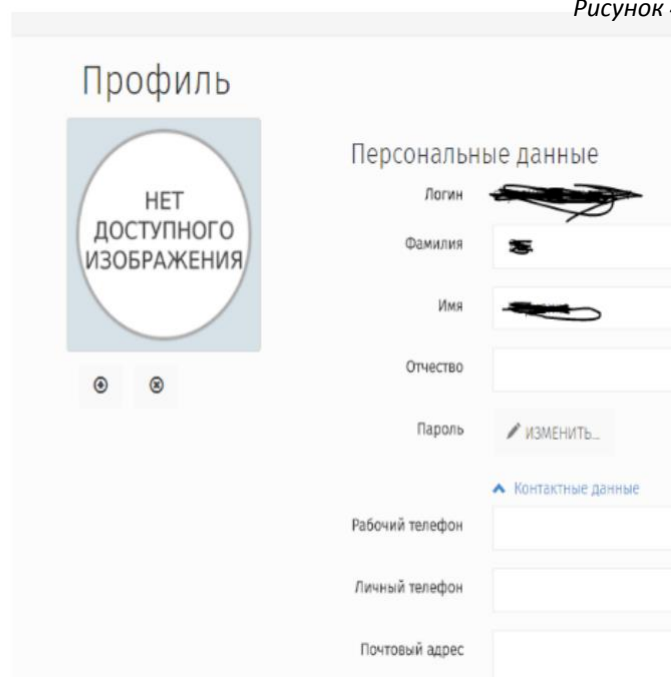 Рисунок
Профиль
НЕТ
ДОСТУПНОГО
ИЗОБРАЖЕНИЯ
Персональные данные
Логин
Фамилия
Имя
Отчество
Пароль
ИЗМЕНИТЬ...
Контактные данные
Рабочий телефон
Личный телефон
Почтовый адрес